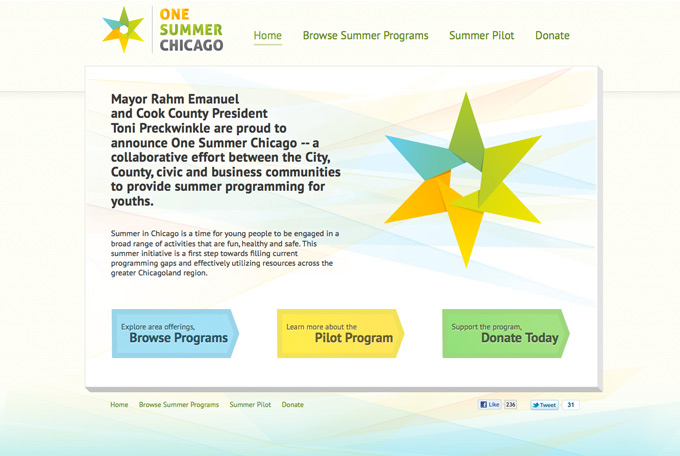 ONE
SUMMER
CHICAGO
Home
Browse Summer Programs
Summer Pilot
Donate
Mayor Rahm Emanuel
and Cook County President
Toni Preckwinkle are proud to
announce One Summer Chicago -- a
collaborative effort between the City,
County, civic and business communities
to provide summer programming for
youths.
Summer in Chicago is a time for young people to be engaged in a
broad range of activities that are fun, healthy and safe. This
summer initiative is a first step towards filling current
programming gaps and effectively utilizing resources across the
greater Chicagoland region.
Explore area offerings,
Browse Programs
Learn more about the
Pilot Program
Support the program,
Donate Today
Home
Browse Summer Programs
Summer Pilot
Donate
Like
236
Tweet
31